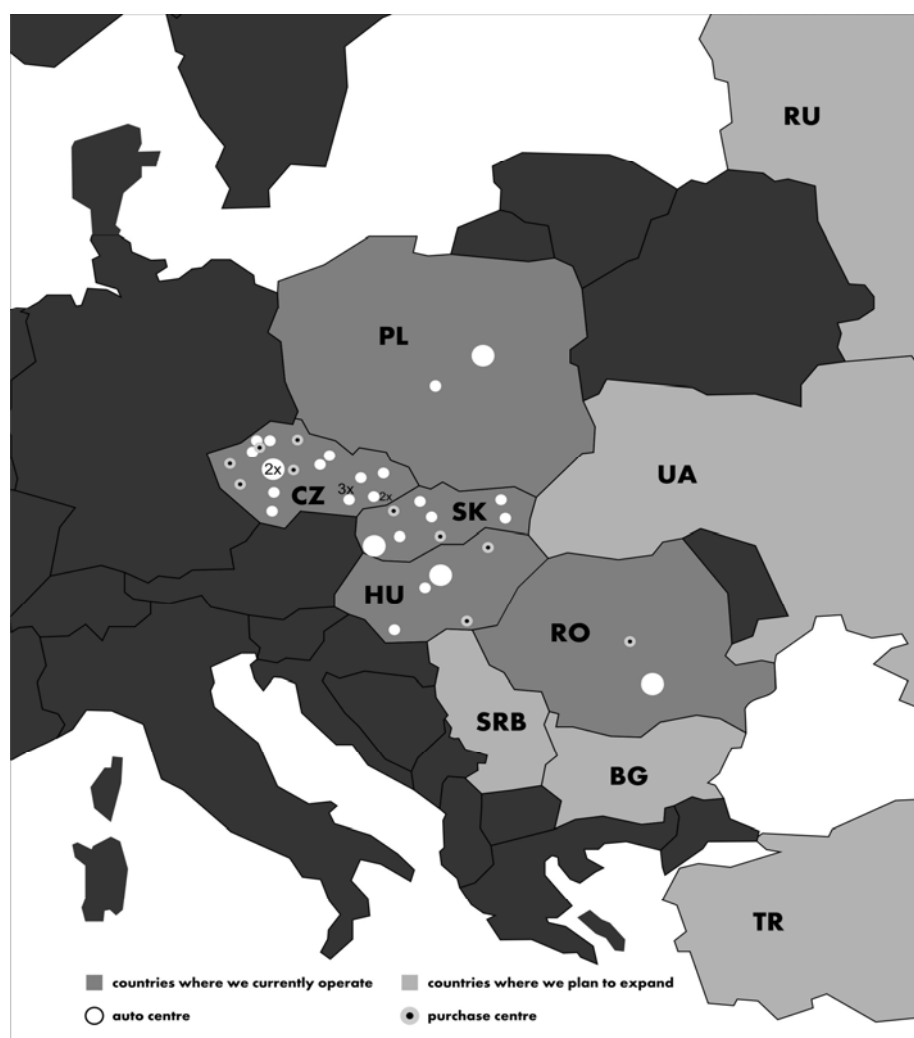 RU
PL
UA
2x
CZ
3x
2x
SK
HU
RO
SRB
BG
TR
countries where we currently operate
countries where we plan to expand
auto centre
purchase centre